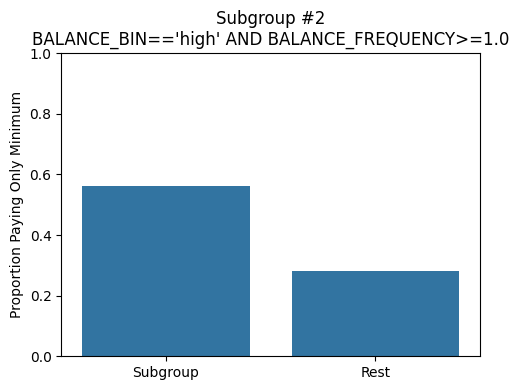 Subgroup #2
BALANCE_BIN=='high' AND BALANCE_FREQUENCY>=1.0
1.0
0.8
0.6
0.4
0.2
0.0
Proportion Paying Only Minimum
Subgroup
Rest